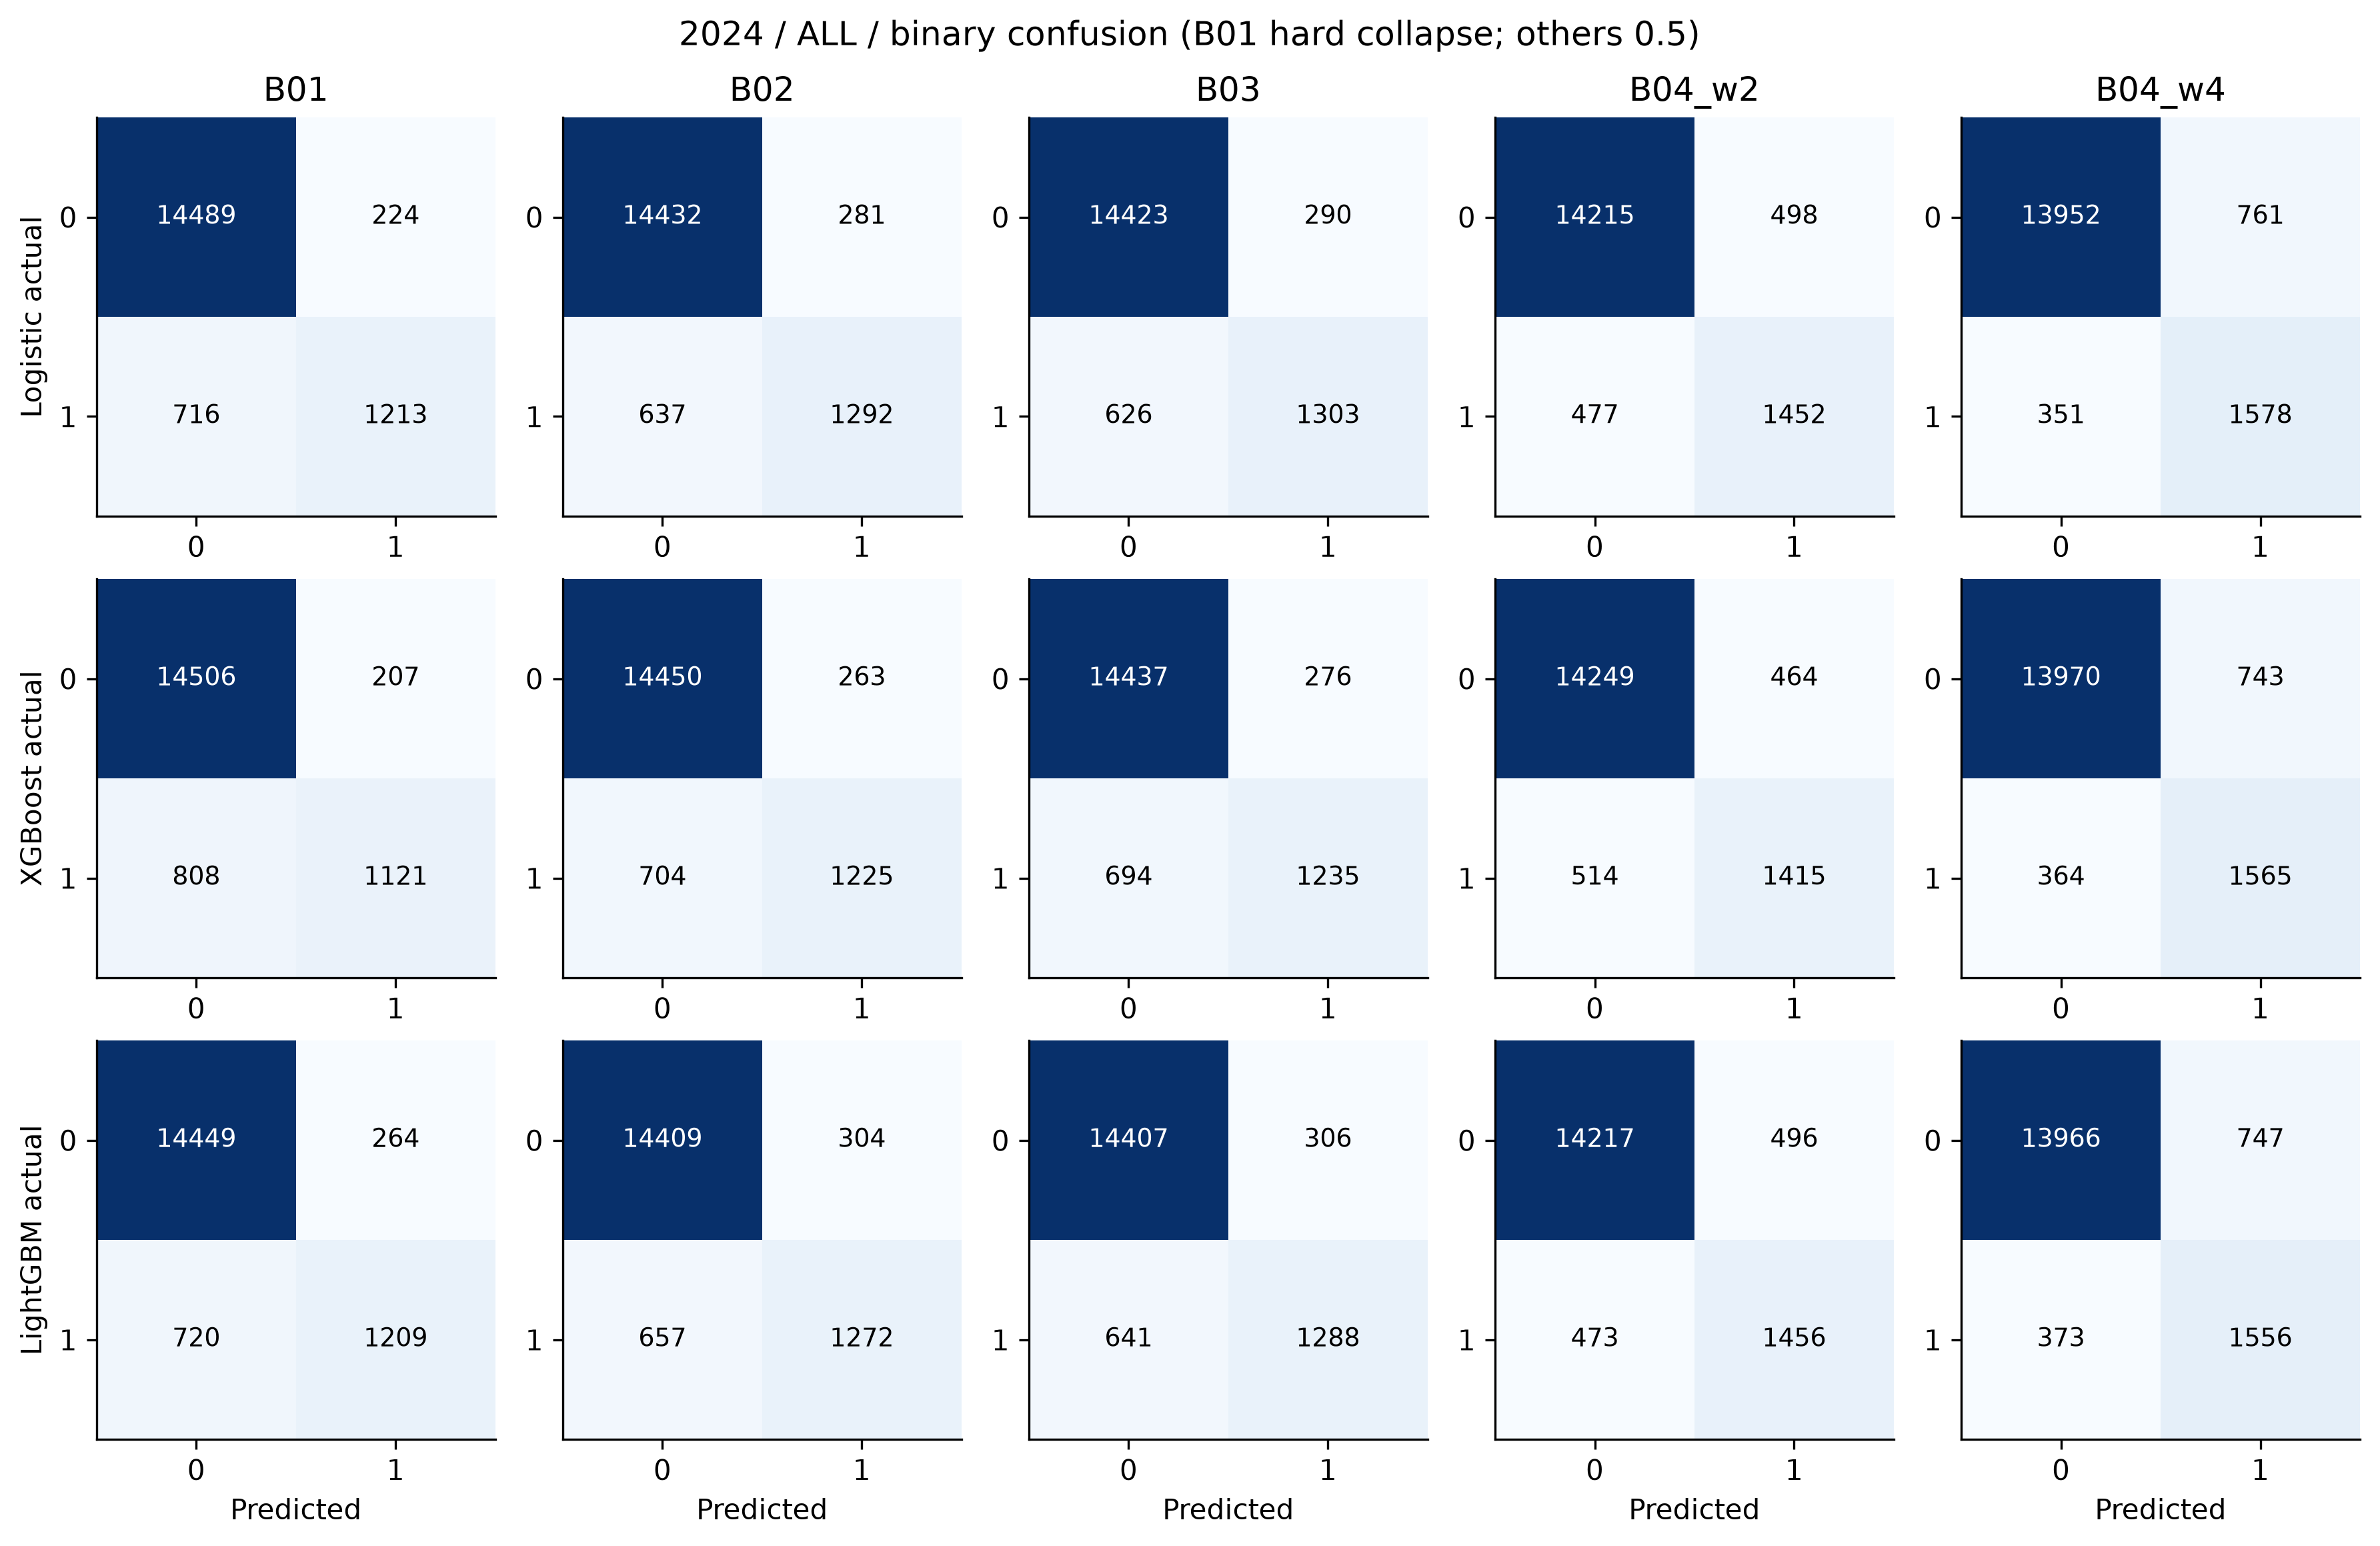 2024 / ALL / binary confusion (B01 hard collapse; others 0.5)
B01 B02 B03 B04_w2 B04_w4
Logistic actual
0 14489 224 0 14432 281 0 14423 290 0 14215 498 0 13952 761
1 716 1213 1 637 1292 1 626 1303 1 477 1452 1 351 1578
0 1 0 1 0 1 0 1 0 1
XGBoost actual
0 14506 207 0 14450 263 0 14437 276 0 14249 464 0 13970 743
1 808 1121 1 704 1225 1 694 1235 1 514 1415 1 364 1565
0 1 0 1 0 1 0 1 0 1
LightGBM actual
0 14449 264 0 14409 304 0 14407 306 0 14217 496 0 13966 747
1 720 1209 1 657 1272 1 641 1288 1 473 1456 1 373 1556
0 1 0 1 0 1 0 1 0 1
Predicted Predicted Predicted Predicted Predicted